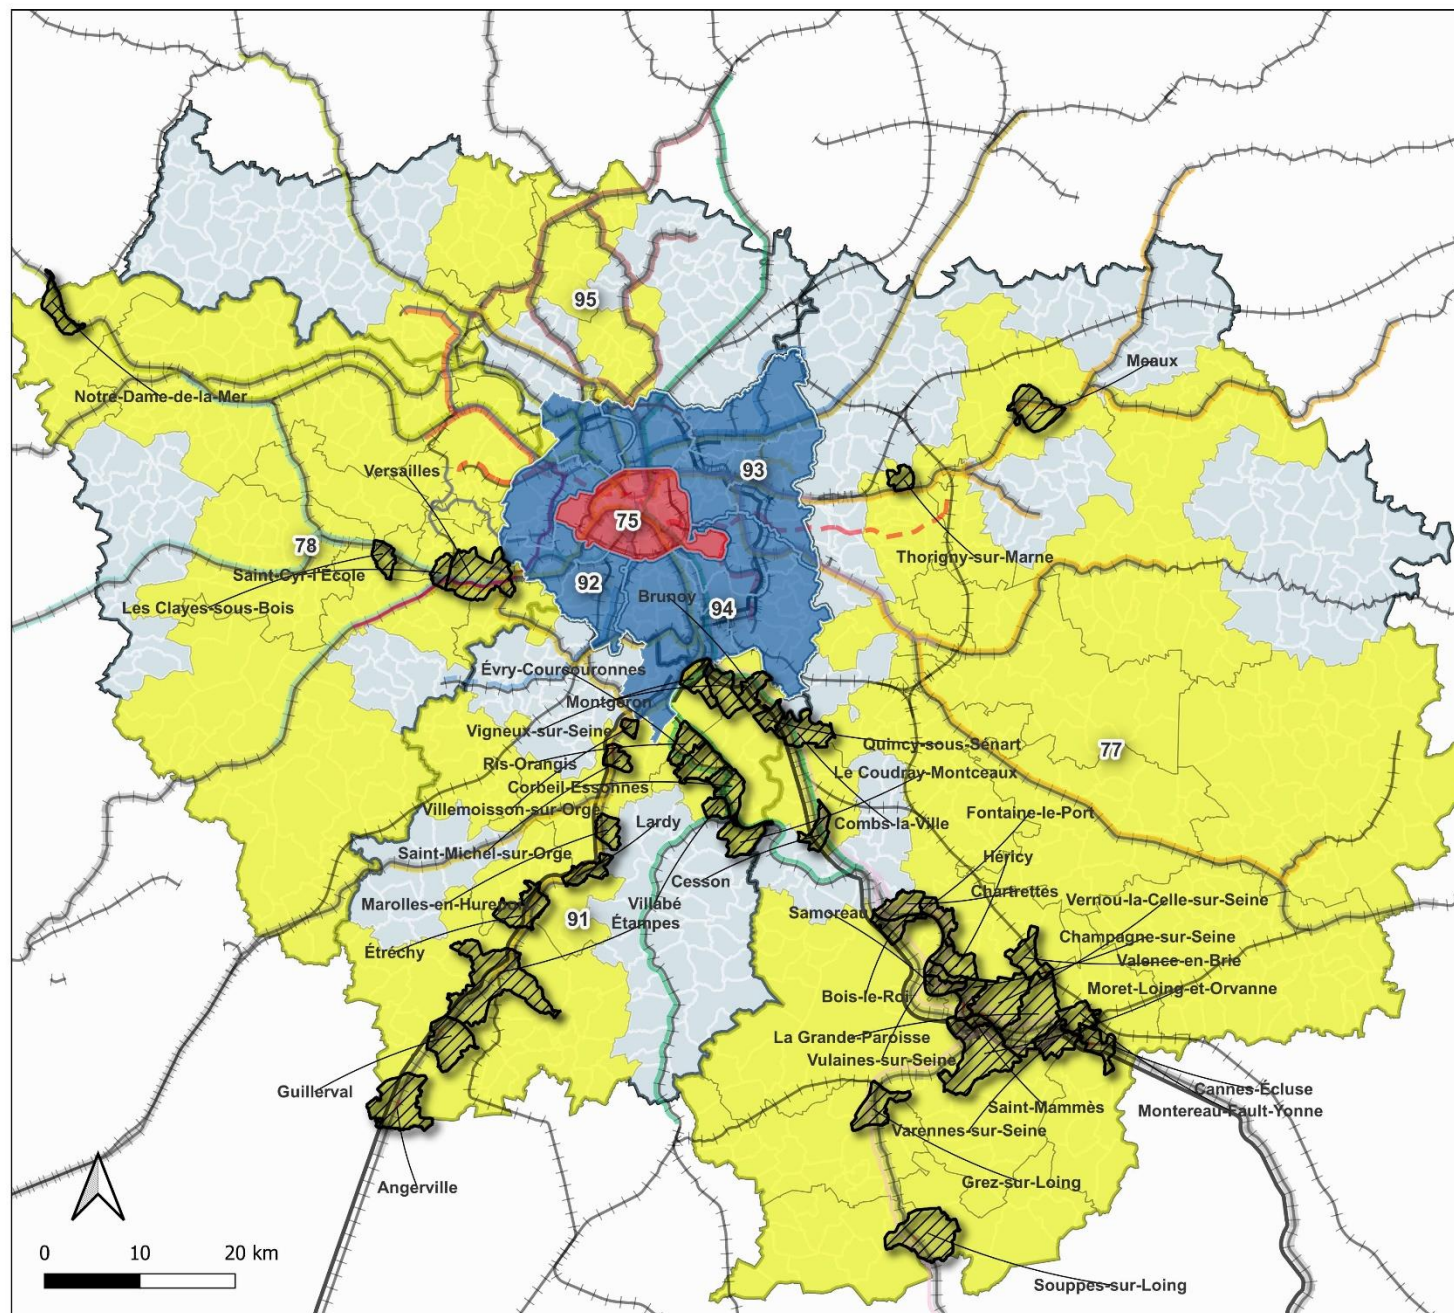 95
Meaux
Notre-Dame-de-la-Mer
Versailles
93
75
78
Thorigny-sur-Marne
Saint-Cyr-l'École
92
Brunoy
94
Les Clayes-sous-Bois
Évry-Courcouronnes
Montgeron
Vigneux-sur-Seine
Quincy-sous-Sénart
77
Ris-Orangis
Le Coudray-Montceaux
Corbeil-Essonnes
Villemoisson-sur-Orge
Lardy
Combs-la-Ville
Fontaine-le-Port
Saint-Michel-sur-Orge
Héricy
Cesson
Chartrettes
Marolles-en-Hurepoix
Villabé
Vernou-la-Celle-sur-Seine
Samoreau
91
Étampes
Champagne-sur-Seine
Étréchy
Valence-en-Brie
Moret-Loing-et-Orvanne
Bois-le-Roi
La Grande-Paroisse
Vulaines-sur-Seine
Guillerval
Cannes-Écluse
Saint-Mammès
Montereau-Fault-Yonne
Varennes-sur-Seine
Angerville
Grez-sur-Loing
0 10 20 km
Souppes-sur-Loing